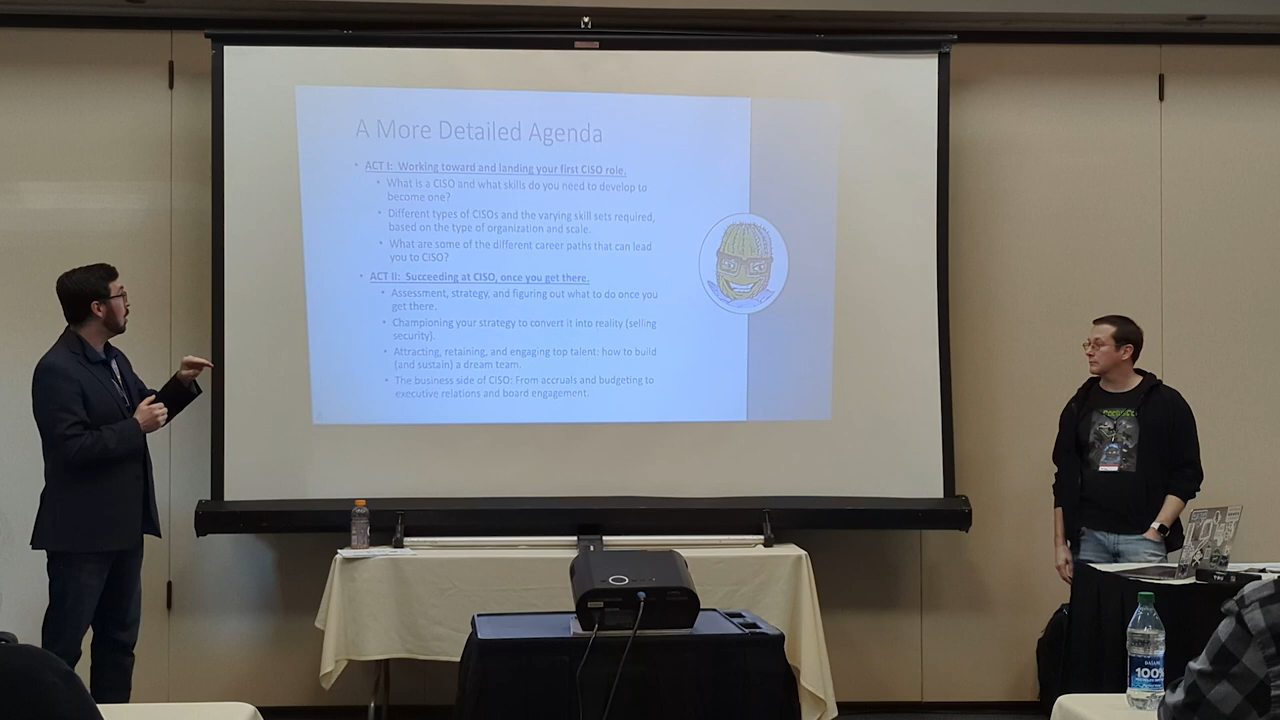 A More Detailed Agenda
• ACT I: Working toward and landing your first CISO role.
• What is a CISO and what skills do you need to develop to
become one?
• Different types of CISOs and the varying skill sets required,
based on the type of organization and scale.
• What are some of the different career paths that can lead
you to CISO?
• ACT II: Succeeding at CISO, once you get there.
• Assessment, strategy, and figuring out what to do once you
get there.
• Championing your strategy to convert it into reality (selling
security).
• Attracting, retaining, and engaging top talent: how to build
(and sustain) a dream team.
• The business side of CISO: From accruals and budgeting to
executive relations and board engagement.
DASANI
100%